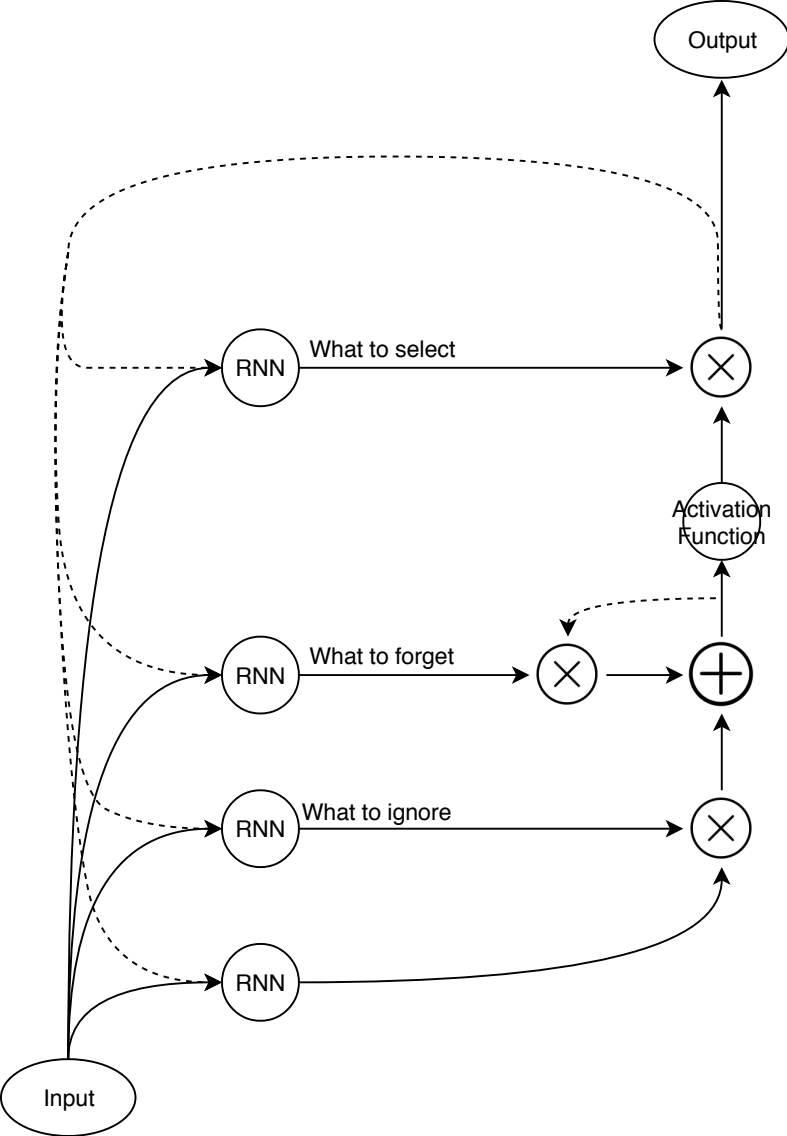 Output
What to select
RNN
Activation
Function
What to forget
RNN
What to ignore
RNN
RNN
Input